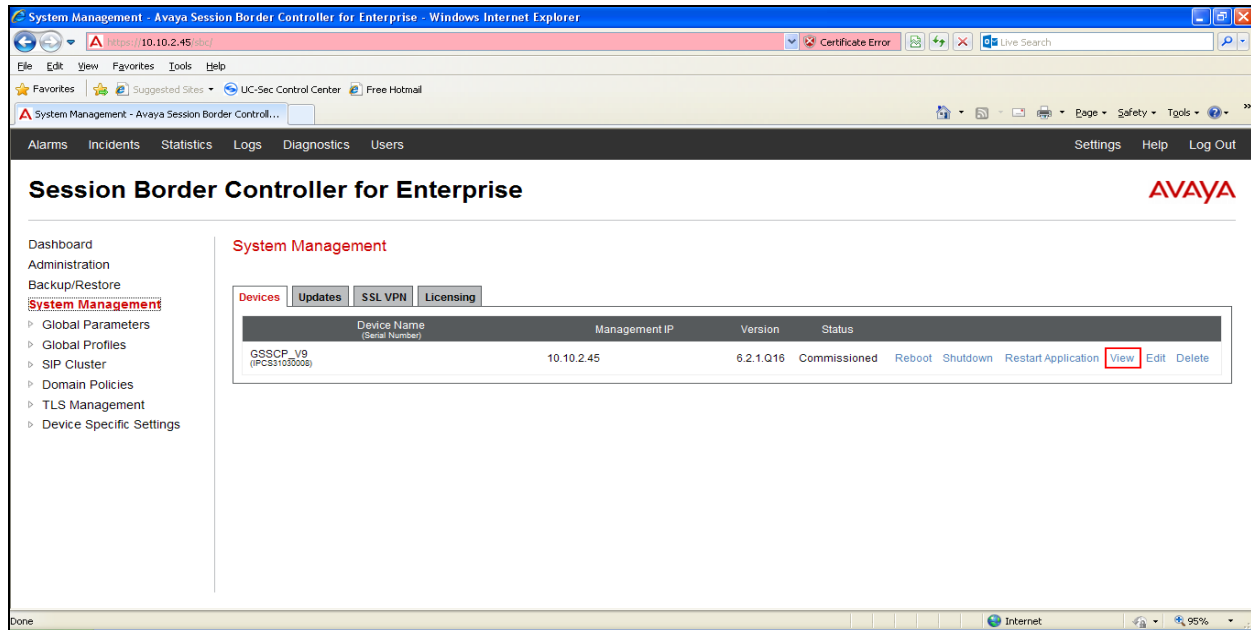 System Management - Avaya Session Border Controller for Enterprise - Windows Internet Explorer
https://10.10.2.45/sbc/ Certificate Error Live Search
File Edit View Favorites Tools Help
Favorites Suggested Sites UC-Sec Control Center Free Hotmail
System Management - Avaya Session Border Controll... Page Safety Tools
Alarms Incidents Statistics Logs Diagnostics Users Settings Help Log Out
Session Border Controller for Enterprise AVAYA
Dashboard
Administration
Backup/Restore
System Management
Global Parameters
Global Profiles
SIP Cluster
Domain Policies
TLS Management
Device Specific Settings
System Management
Devices Updates SSL VPN Licensing
Device Name (Serial Number) Management IP Version Status
GSSCP_V9 (IPCS31030008) 10.10.2.45 6.2.1.Q16 Commissioned Reboot Shutdown Restart Application View Edit Delete
Done Internet 95%